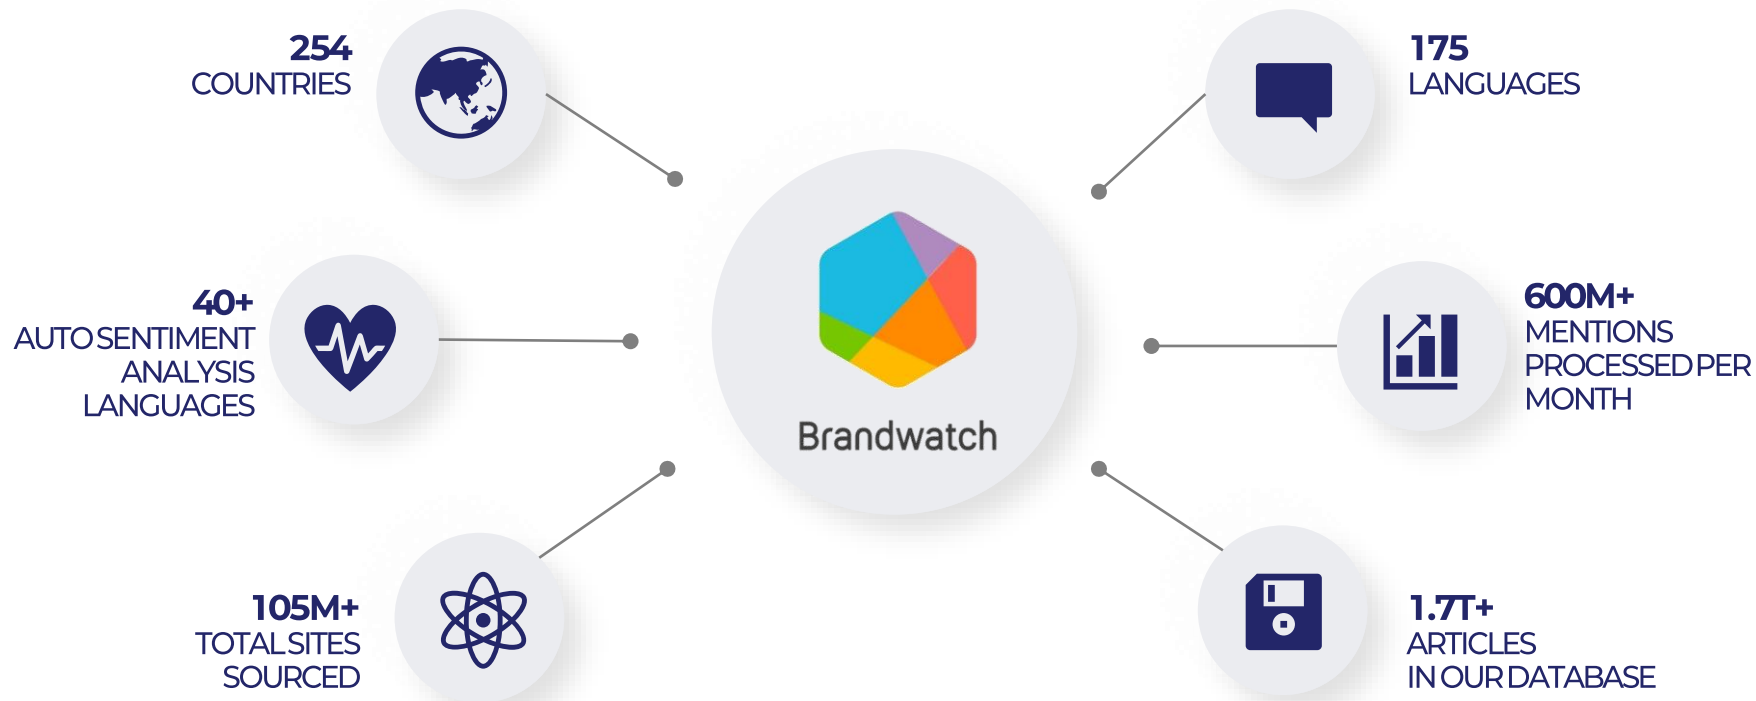 254
COUNTRIES
175
LANGUAGES
40+
AUTO SENTIMENT
ANALYSIS
LANGUAGES
Brandwatch
600M+
MENTIONS
PROCESSED PER
MONTH
105M+
TOTAL SITES
SOURCED
1.7T+
ARTICLES
IN OUR DATABASE